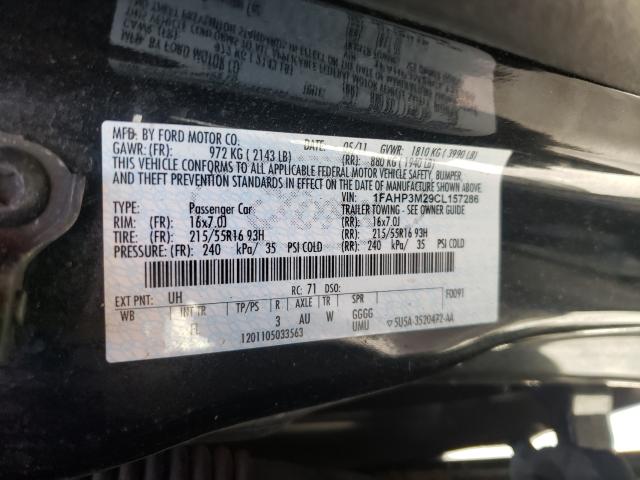 MFD. BY FORD MOTOR CO.
DATE: 05/11 GVWR: 1810 KG ( 3990 LB)
GAWR: (FR) 972 KG ( 2143 LB) (RR): 880 KG ( 1940 LB)
THIS VEHICLE CONFORMS TO ALL APPLICABLE FEDERAL MOTOR VEHICLE SAFETY, BUMPER
AND THEFT PREVENTION STANDARDS IN EFFECT ON THE DATE OF MANUFACTURE SHOWN ABOVE.
VIN: 1FAHP3M29CL157286
TYPE: Passenger Car TRAILER TOWING - SEE OWNER GUIDE
RIM: (FR): 16x7.0J (RR): 16x7.0J
TIRE: (FR): 215/55R16 93H (RR): 215/55R16 93H
PRESSURE: (FR): 240 kPa/ 35 PSI COLD (RR): 240 kPa/ 35 PSI COLD
EXT PNT: UH RC: 71 DSO: F0091
WB INT TR TP/PS R AXLE TR SPR
FL 3 AU W GGGG
UMU
1201105033563
5U5A-3520472-AA